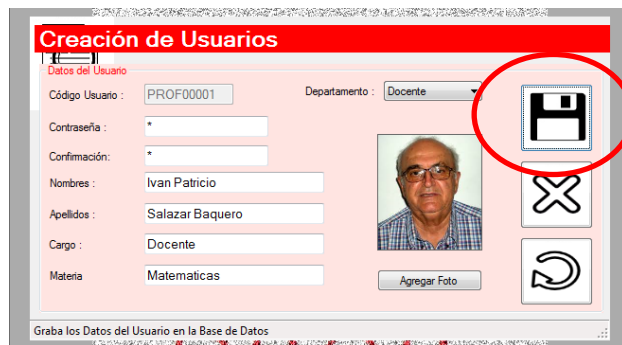 Creación de Usuarios
Datos del Usuario
Código Usuario : PROF00001 Departamento : Docente
Contraseña : *
Confimación: *
Nombres : Ivan Patricio
Apellidos : Salazar Baquero
Cargo : Docente
Materia Matematicas
Agregar Foto
Graba los Datos del Usuario en la Base de Datos